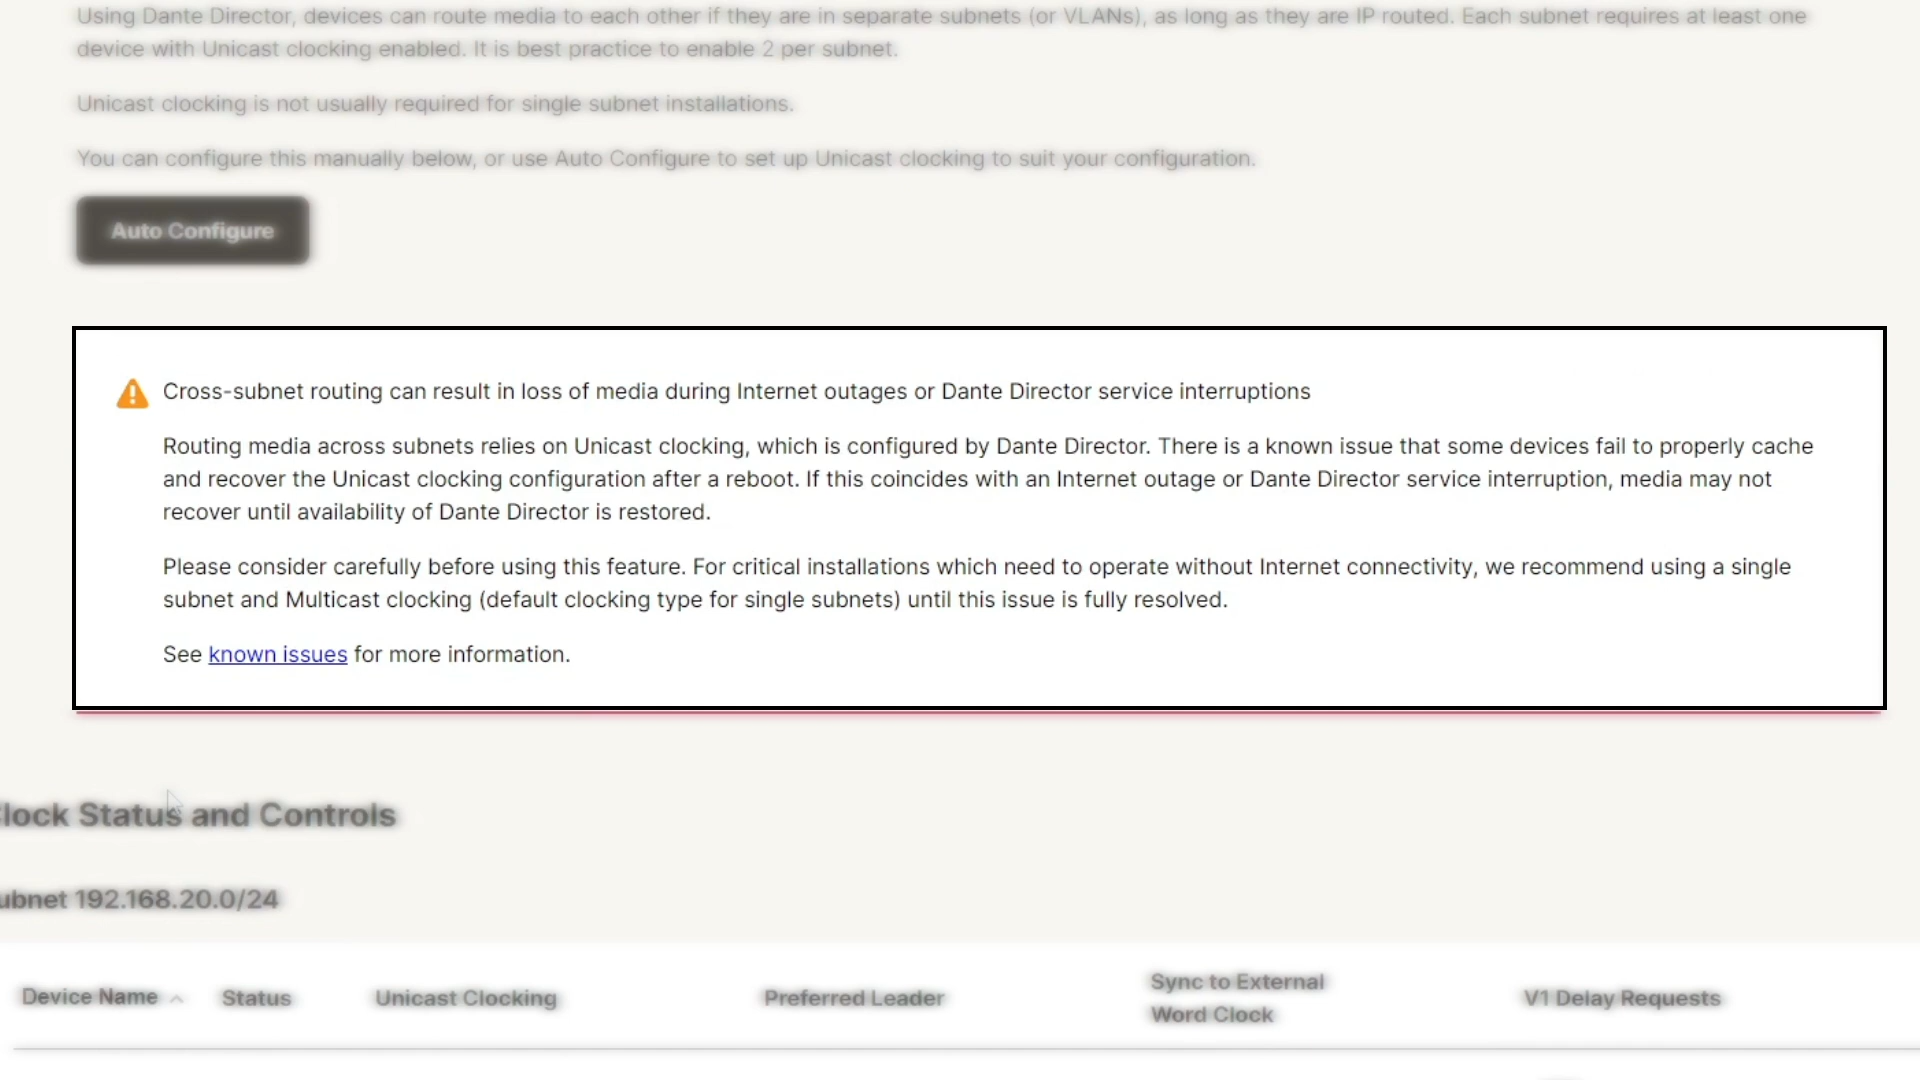 Using Dante Director, devices can route media to each other if they are in separate subnets (or VLANs), as long as they are IP routed. Each subnet requires at least one
device with Unicast clocking enabled. It is best practice to enable 2 per subnet.
Unicast clocking is not usually required for single subnet installations.
You can configure this manually below, or use Auto Configure to set up Unicast clocking to suit your configuration.
Auto Configure
Cross-subnet routing can result in loss of media during Internet outages or Dante Director service interruptions
Routing media across subnets relies on Unicast clocking, which is configured by Dante Director. There is a known issue that some devices fail to properly cache
and recover the Unicast clocking configuration after a reboot. If this coincides with an Internet outage or Dante Director service interruption, media may not
recover until availability of Dante Director is restored.
Please consider carefully before using this feature. For critical installations which need to operate without Internet connectivity, we recommend using a single
subnet and Multicast clocking (default clocking type for single subnets) until this issue is fully resolved.
See known issues for more information.
lock Status and Controls
ubnet 192.168.20.0/24
Device Name Status Unicast Clocking Preferred Leader Sync to External V1 Delay Requests
Word Clock